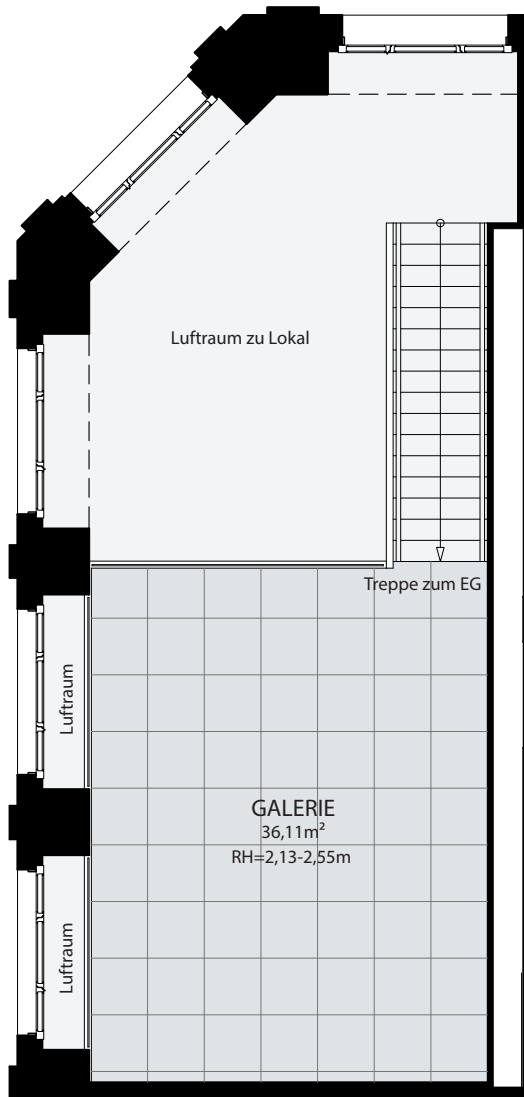 Luftraum zu Lokal
Treppe zum EG
Luftraum
GALERIE
36,11m²
RH=2,13-2,55m
Luftraum